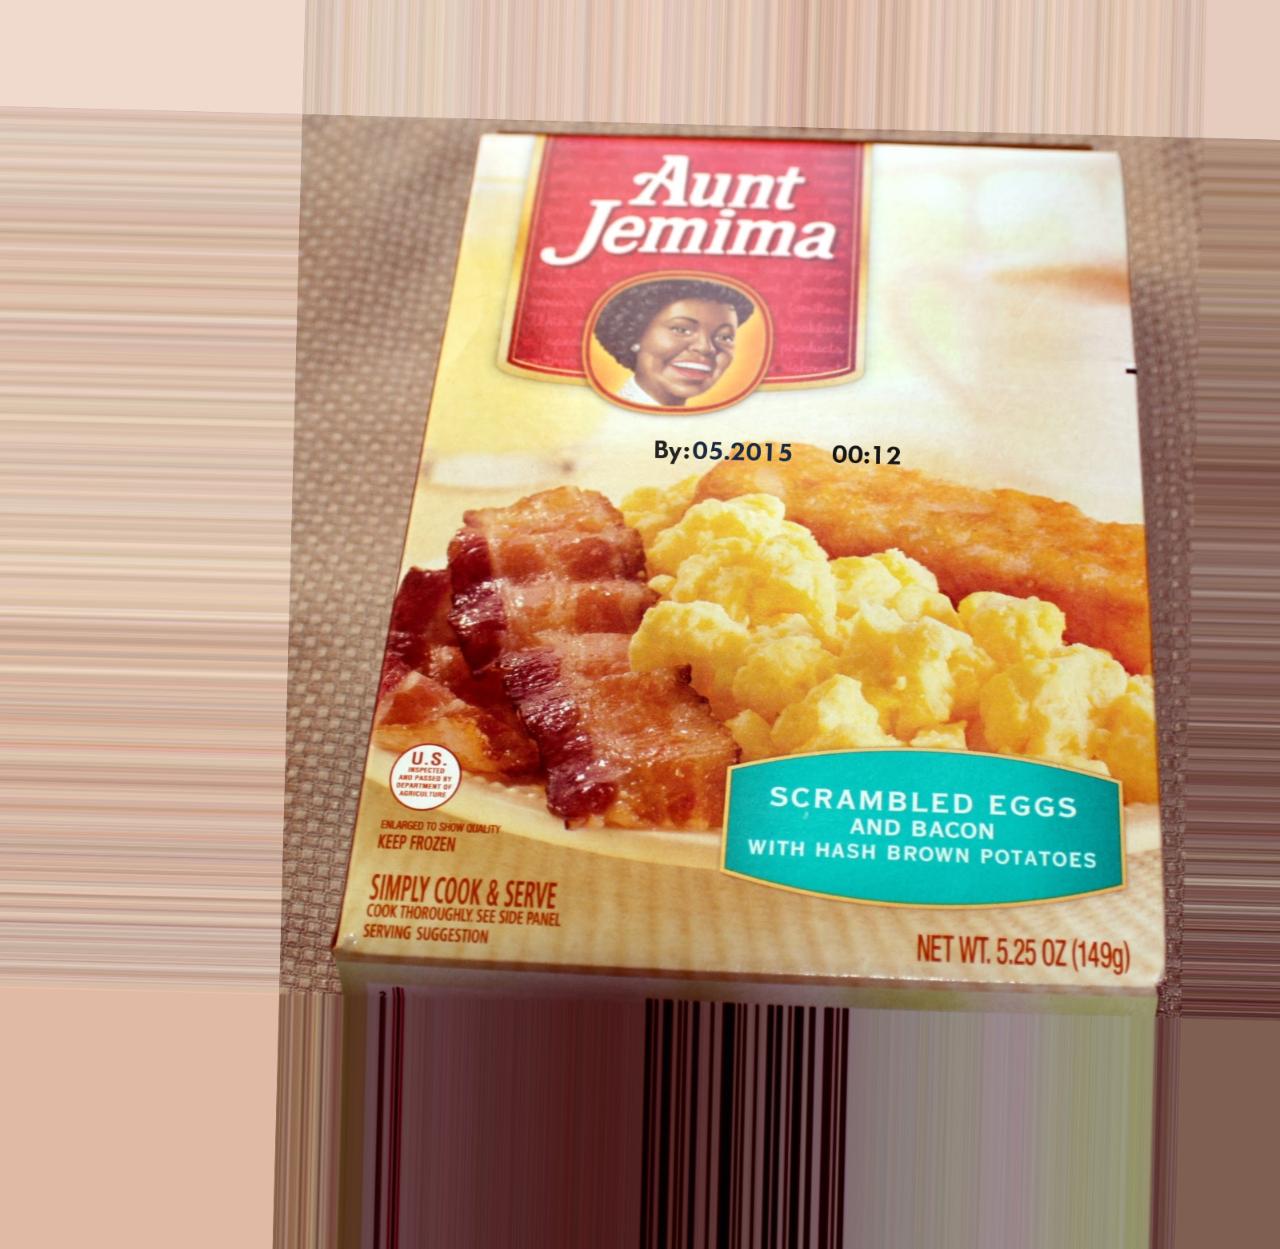 Aunt
Jemima
By:05.2015 00:12
U.S.
INSPECTED
AND PASSED BY
DEPARTMENT OF
AGRICULTURE
ENLARGED TO SHOW QUALITY
KEEP FROZEN
SCRAMBLED EGGS
AND BACON
WITH HASH BROWN POTATOES
SIMPLY COOK & SERVE
COOK THOROUGHLY. SEE SIDE PANEL
SERVING SUGGESTION
NET WT. 5.25 OZ (149g)